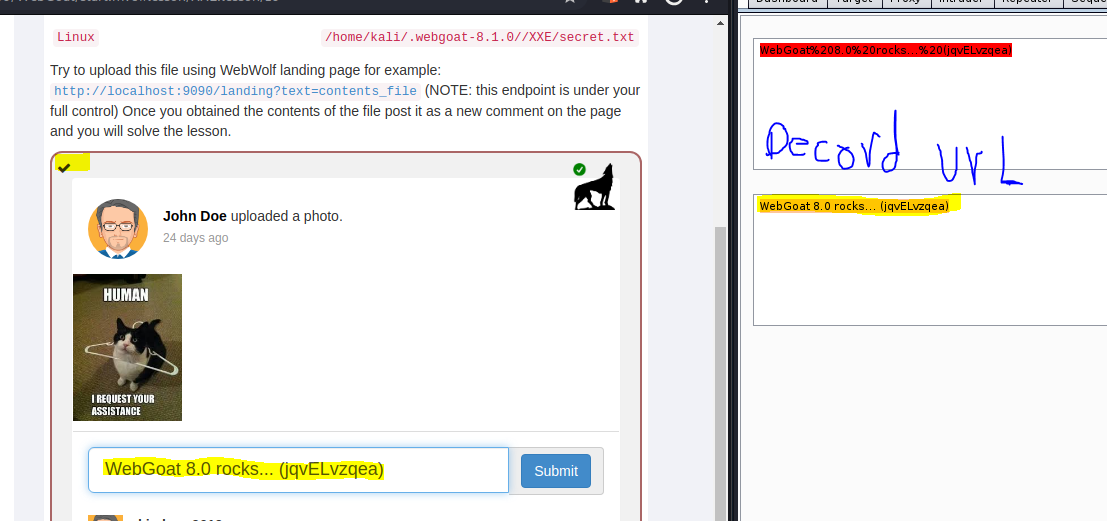 Linux /home/kali/.webgoat-8.1.0//XXE/secret.txt
Try to upload this file using WebWolf landing page for example:
http://localhost:9090/landing?text=contents_file (NOTE: this endpoint is under your
full control) Once you obtained the contents of the file post it as a new comment on the page
and you will solve the lesson.
John Doe uploaded a photo.
24 days ago
HUMAN
I REQUEST YOUR
ASSISTANCE
WebGoat 8.0 rocks... (jqvELvzqea)
Submit
Dashboard Target Proxy Intruder Repeater
WebGoat%208.0%20rocks...%20(jqvELvzqea)
Decord UrL
WebGoat 8.0 rocks... (jqvELvzqea)